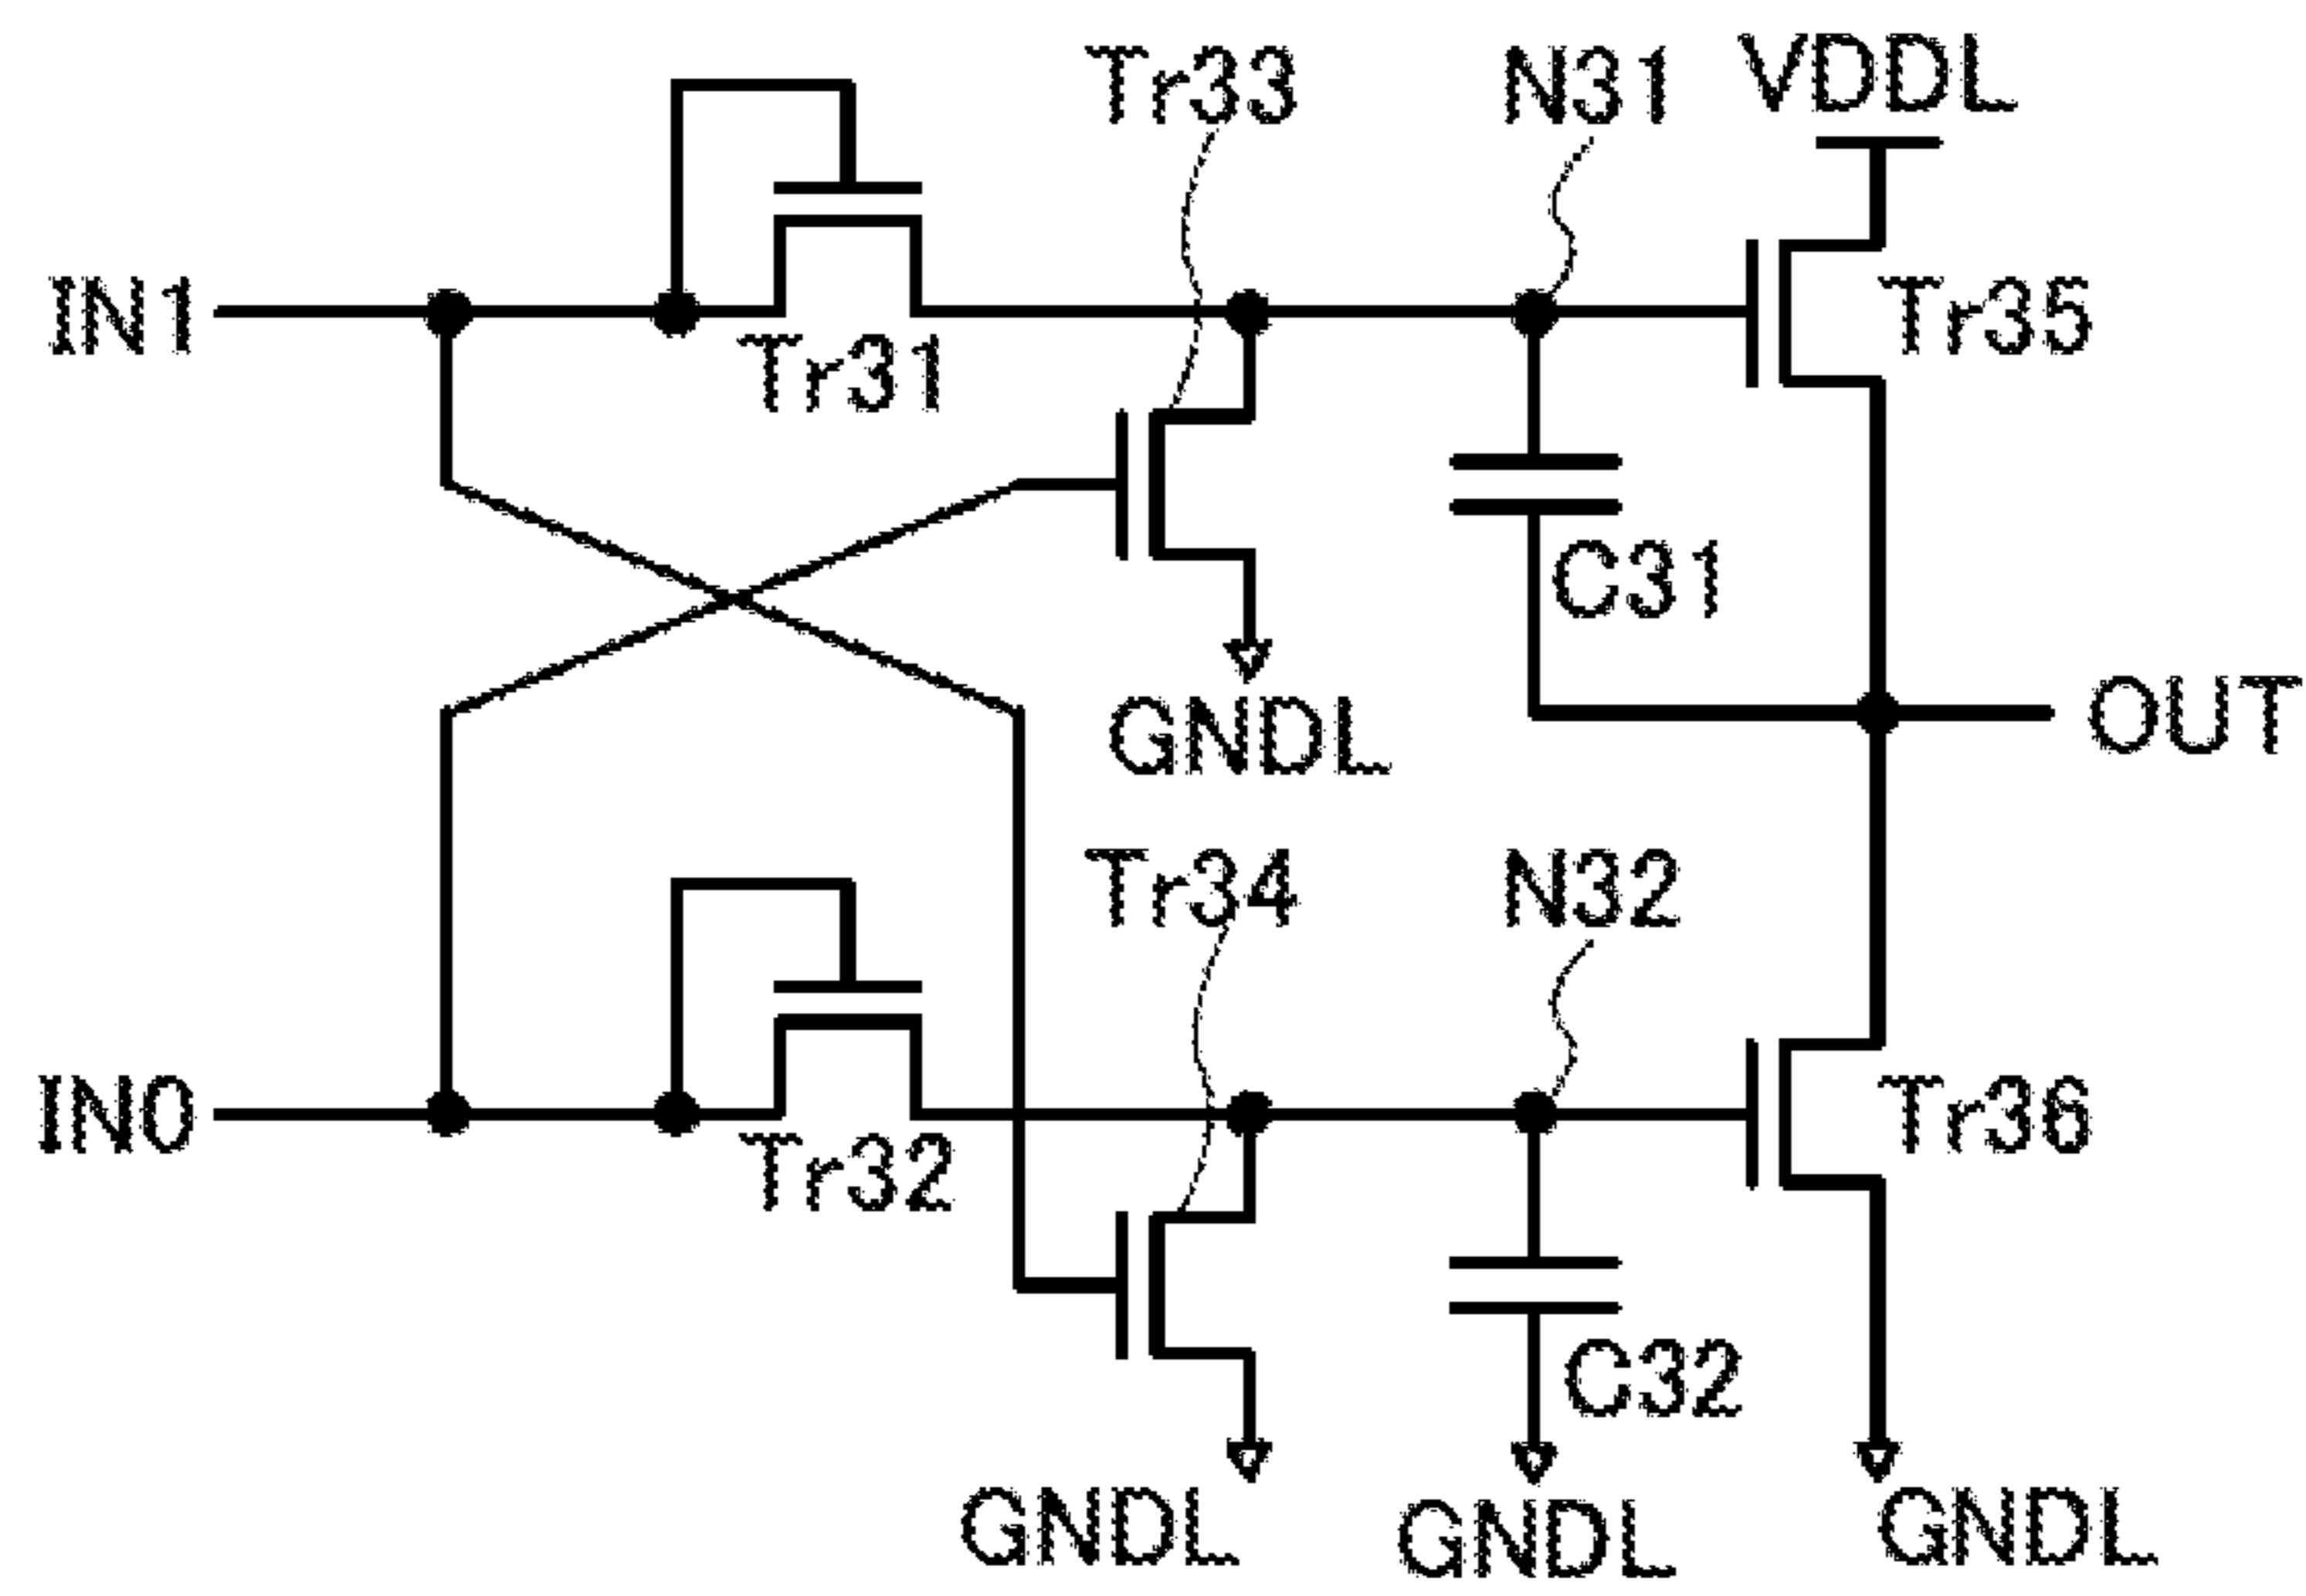 Tr33
N31
VDDL
IN1
Tr31
Tr35
C31
GNDL
OUT
Tr34
N32
IN0
Tr32
Tr36
C32
GNDL
GNDL
GNDL